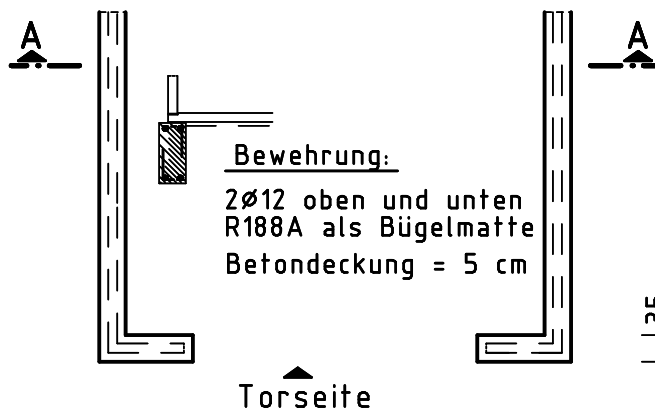 A A
Bewehrung:
2ø12 oben und unten
R188A als Bügelmatte
Betondeckung = 5 cm
Torseite